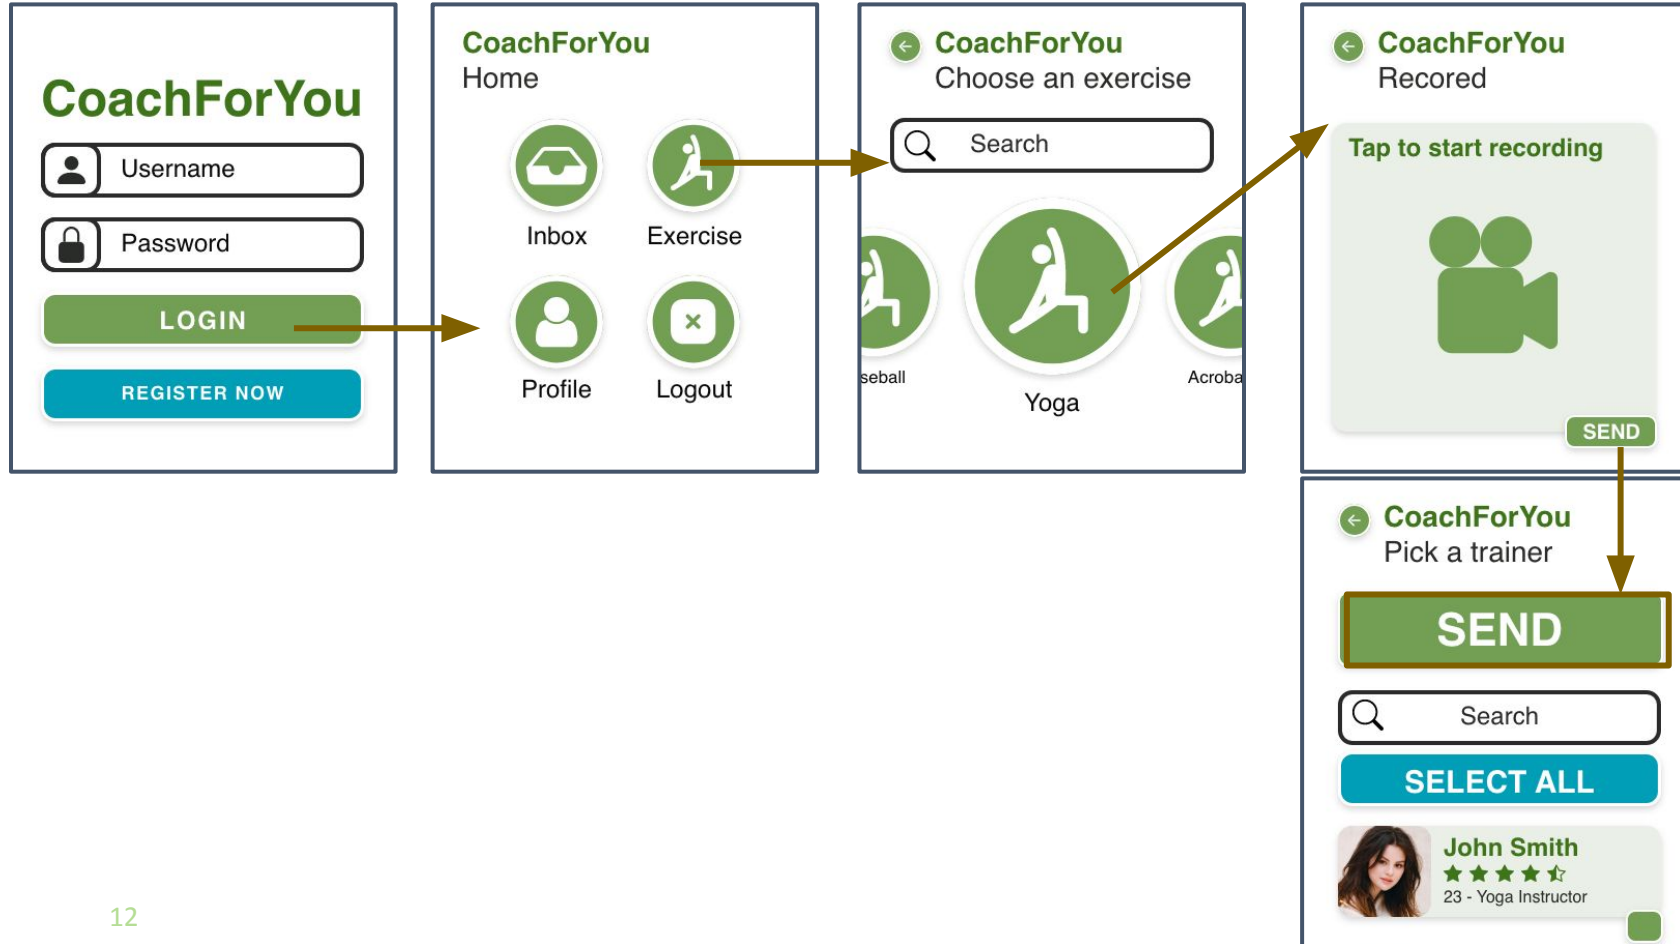 CoachForYou
Username
Password
LOGIN
REGISTER NOW
CoachForYou
Home
Inbox
Exercise
Profile
Logout
CoachForYou
Choose an exercise
Search
seball
Yoga
Acroba
CoachForYou
Recored
Tap to start recording
SEND
CoachForYou
Pick a trainer
SEND
Search
SELECT ALL
John Smith
23 - Yoga Instructor
12